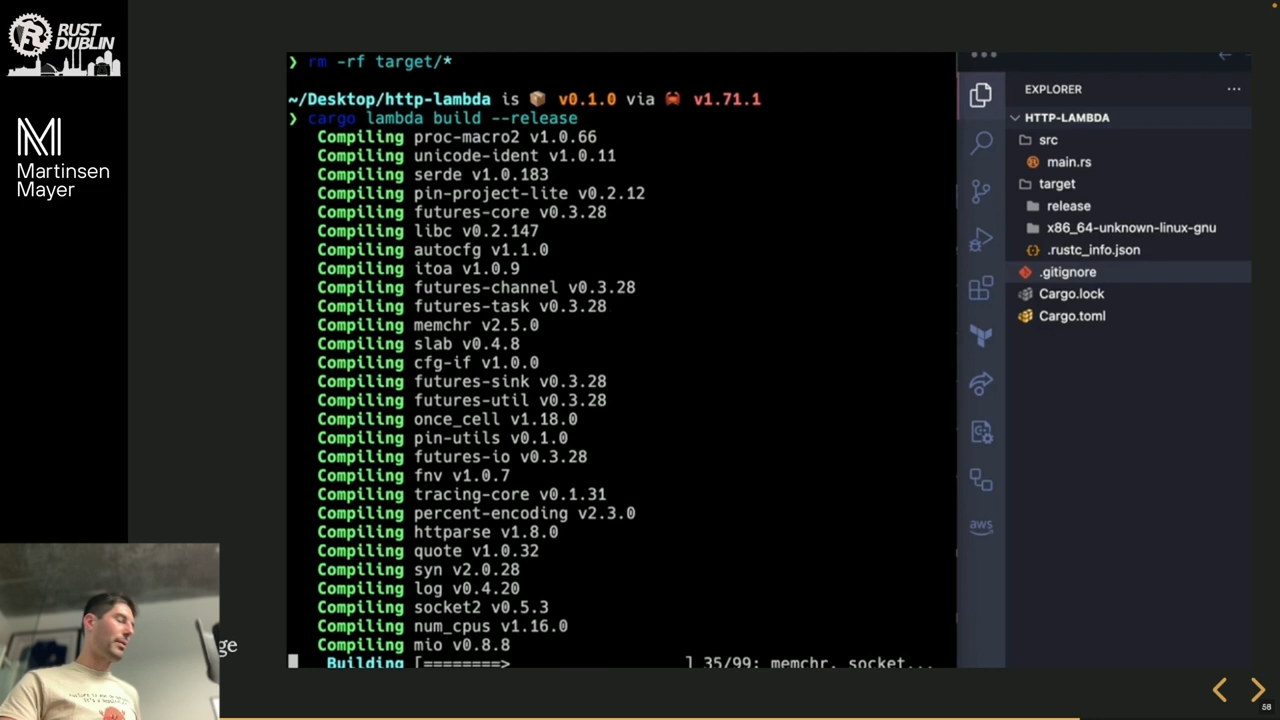 RUST
DUBLIN
Martinsen
Mayer
❯ rm -rf target/*
~/Desktop/http-lambda is 📦 v0.1.0 via 🦀 v1.71.1
❯ cargo lambda build --release
Compiling proc-macro2 v1.0.66
Compiling unicode-ident v1.0.11
Compiling serde v1.0.183
Compiling pin-project-lite v0.2.12
Compiling futures-core v0.3.28
Compiling libc v0.2.147
Compiling autocfg v1.1.0
Compiling itoa v1.0.9
Compiling futures-channel v0.3.28
Compiling futures-task v0.3.28
Compiling memchr v2.5.0
Compiling slab v0.4.8
Compiling cfg-if v1.0.0
Compiling futures-sink v0.3.28
Compiling futures-util v0.3.28
Compiling once_cell v1.18.0
Compiling pin-utils v0.1.0
Compiling futures-io v0.3.28
Compiling fnv v1.0.7
Compiling tracing-core v0.1.31
Compiling percent-encoding v2.3.0
Compiling httparse v1.8.0
Compiling quote v1.0.32
Compiling syn v2.0.28
Compiling log v0.4.20
Compiling socket2 v0.5.3
Compiling num_cpus v1.16.0
Compiling mio v0.8.8
Building [========> ] 35/99: memchr, socket...
EXPLORER
HTTP-LAMBDA
src
main.rs
target
release
x86_64-unknown-linux-gnu
.rustc_info.json
.gitignore
Cargo.lock
Cargo.toml
aws
ge
58